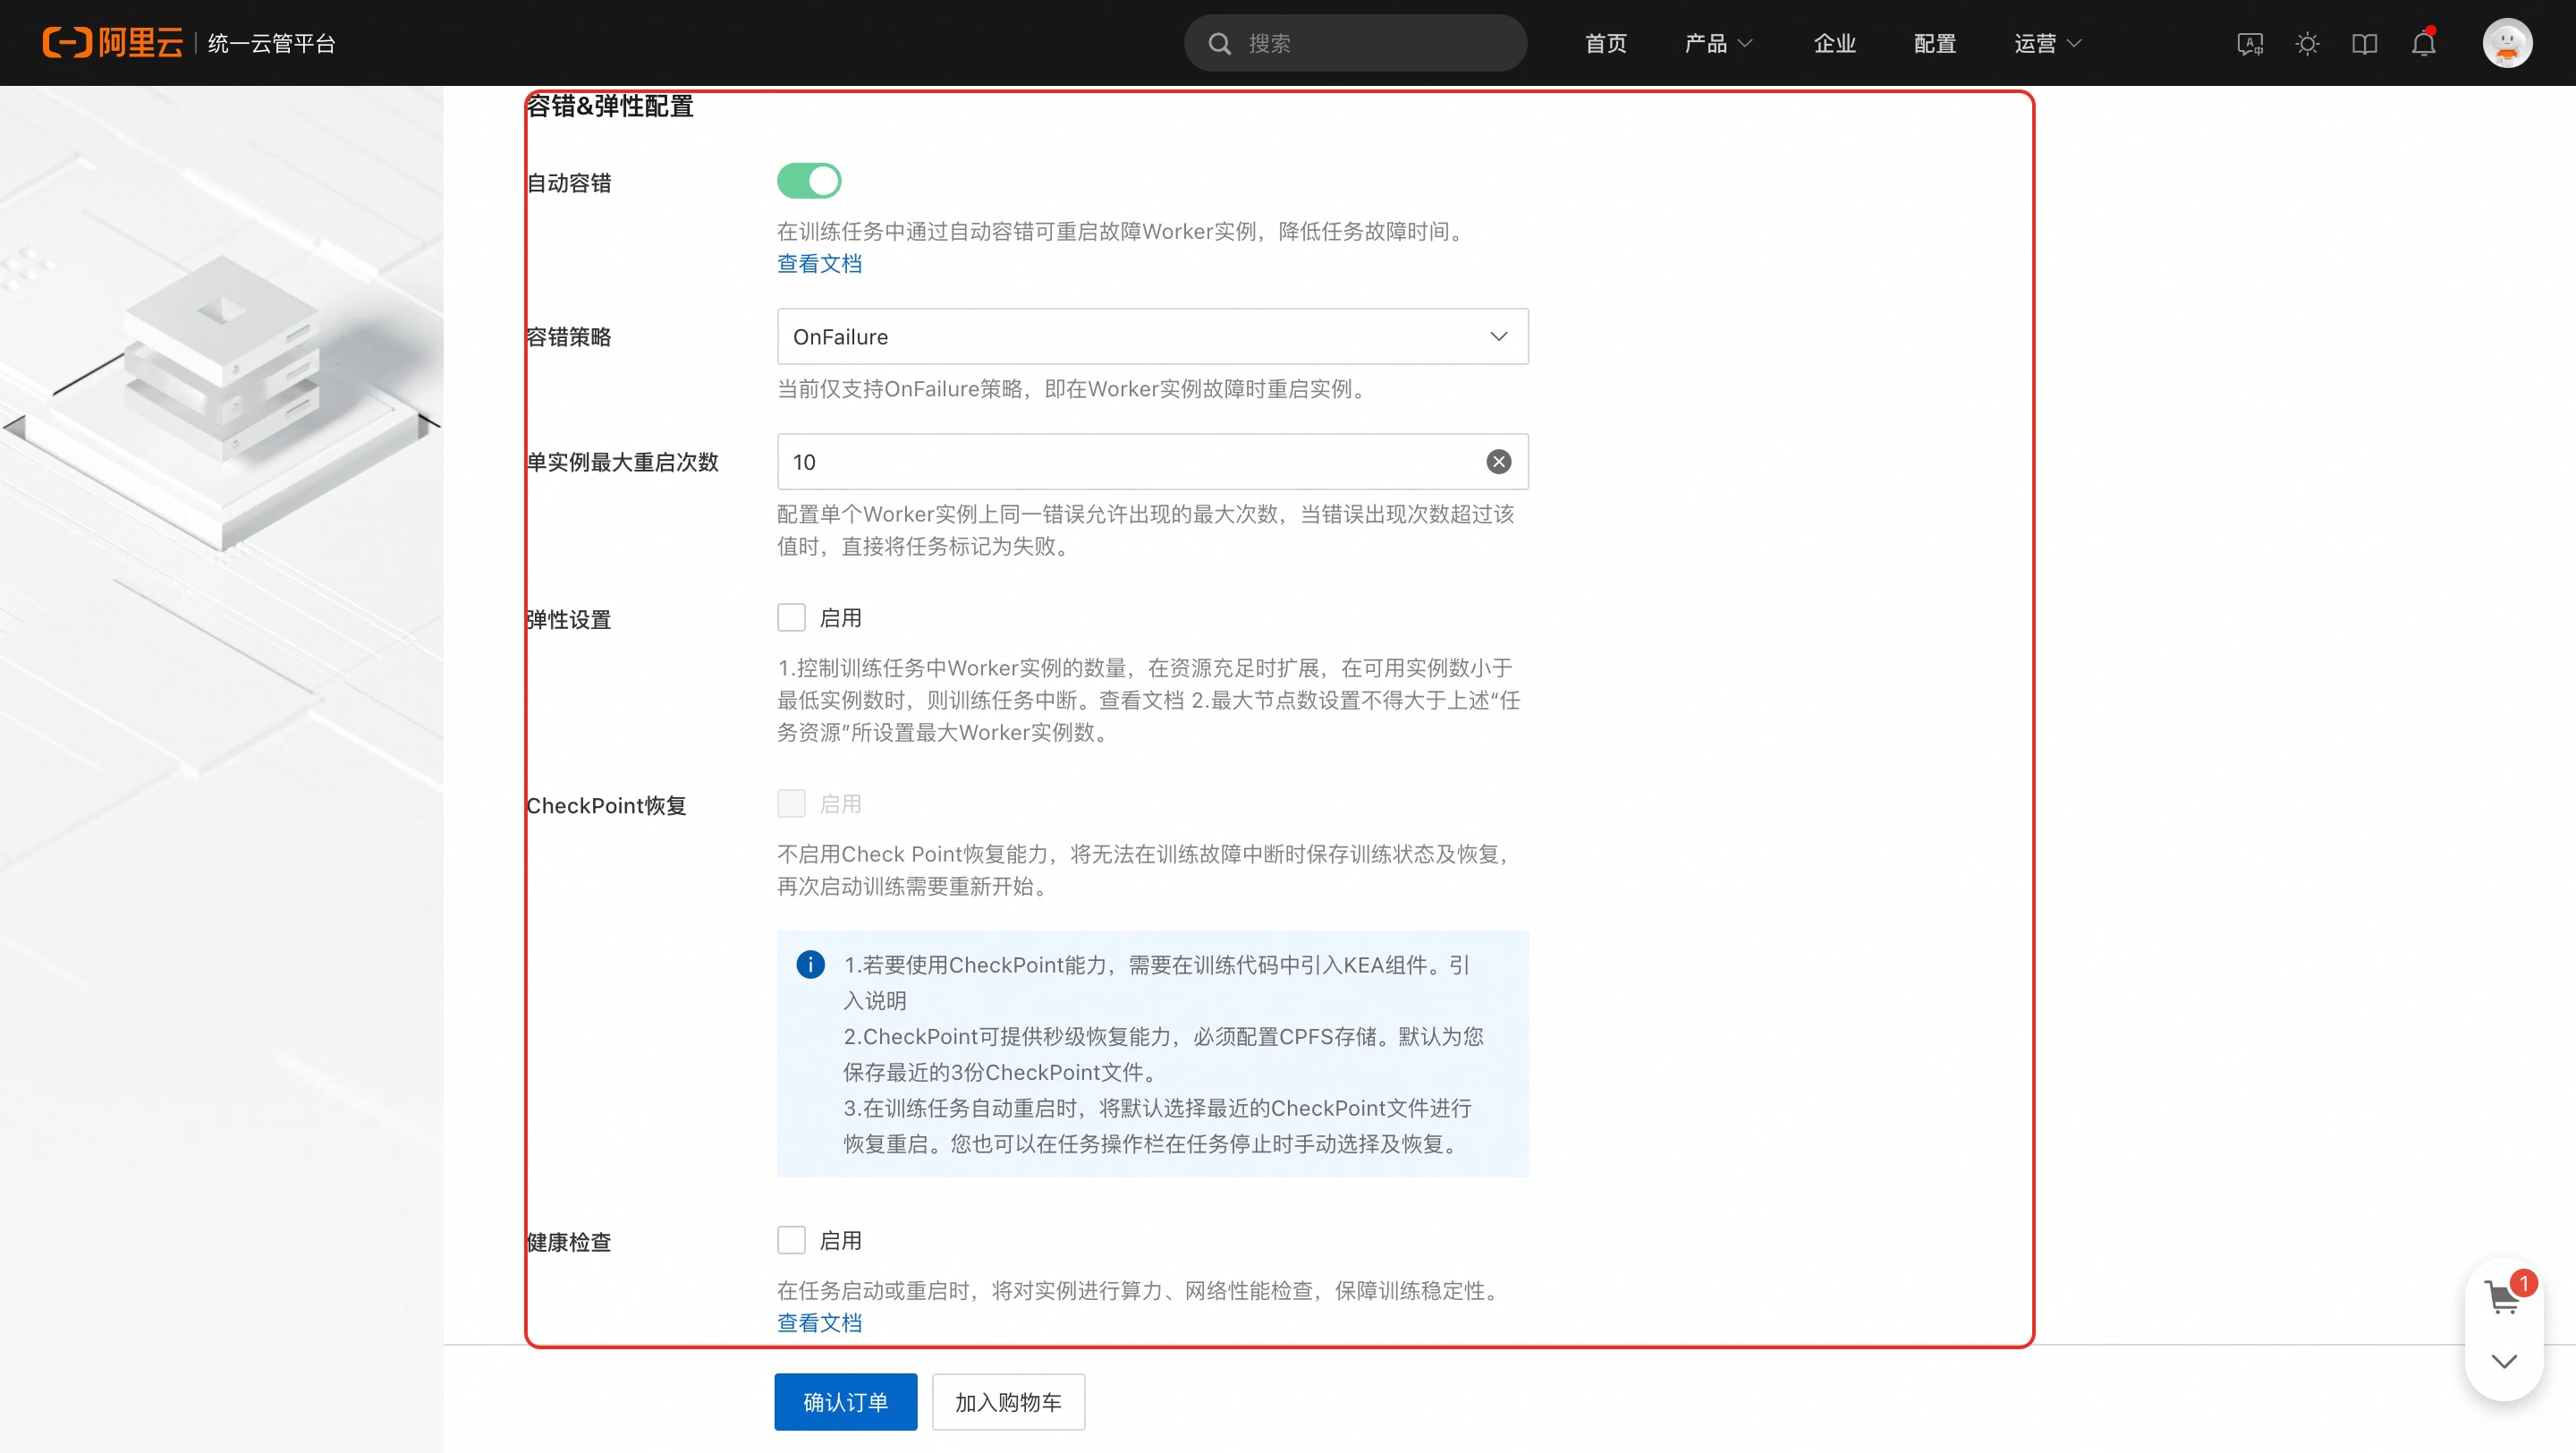 阿里云 统一云管平台 搜索 首页 产品 企业 配置 运营
容错&弹性配置
自动容错
在训练任务中通过自动容错可重启故障Worker实例，降低任务故障时间。
查看文档
容错策略 OnFailure
当前仅支持OnFailure策略，即在Worker实例故障时重启实例。
单实例最大重启次数 10
配置单个Worker实例上同一错误允许出现的最大次数，当错误出现次数超过该
值时，直接将任务标记为失败。
弹性设置 启用
1.控制训练任务中Worker实例的数量，在资源充足时扩展，在可用实例数小于
最低实例数时，则训练任务中断。查看文档 2.最大节点数设置不得大于上述“任
务资源”所设置最大Worker实例数。
CheckPoint恢复 启用
不启用Check Point恢复能力，将无法在训练故障中断时保存训练状态及恢复，
再次启动训练需要重新开始。
1.若要使用CheckPoint能力，需要在训练代码中引入KEA组件。引
入说明
2.CheckPoint可提供秒级恢复能力，必须配置CPFS存储。默认为您
保存最近的3份CheckPoint文件。
3.在训练任务自动重启时，将默认选择最近的CheckPoint文件进行
恢复重启。您也可以在任务操作栏在任务停止时手动选择及恢复。
健康检查 启用
在任务启动或重启时，将对实例进行算力、网络性能检查，保障训练稳定性。
查看文档
1
确认订单 加入购物车